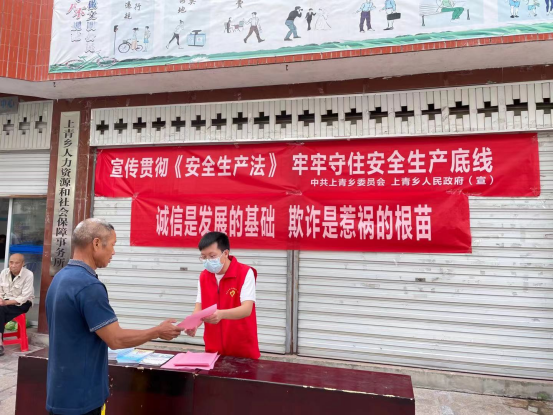 宣传贯彻《安全生产法》 牢牢守住安全生产底线
中共上青乡委员会 上青乡人民政府（宣）
诚信是发展的基础 欺诈是惹祸的根苗
上青乡人力资源和社会保障事务所